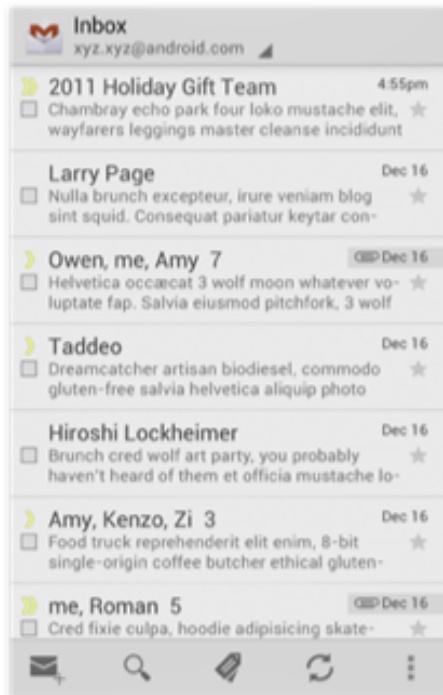 Inbox
xyz.xyz@android.com
2011 Holiday Gift Team 4:55pm
Chambray echo park four loko mustache elit,
wayfarers leggings master cleanse incididunt
Larry Page Dec 16
Nulla brunch excepteur, irure veniam blog
sint squid. Consequat pariatur keytar con-
Owen, me, Amy 7 Dec 16
Helvetica occæcat 3 wolf moon whatever vo-
luptate fap. Salvia eiusmod pitchfork, 3 wolf
Taddeo Dec 16
Dreamcatcher artisan biodiesel, commodo
gluten-free salvia helvetica aliquip photo
Hiroshi Lockheimer Dec 16
Brunch cred wolf art party, you probably
haven't heard of them et officia mustache lo-
Amy, Kenzo, Zi 3 Dec 16
Food truck reprehenderit elit enim, 8-bit
single-origin coffee butcher ethical gluten-
me, Roman 5 Dec 16
Cred fixie culpa, hoodie adipisicing skate-